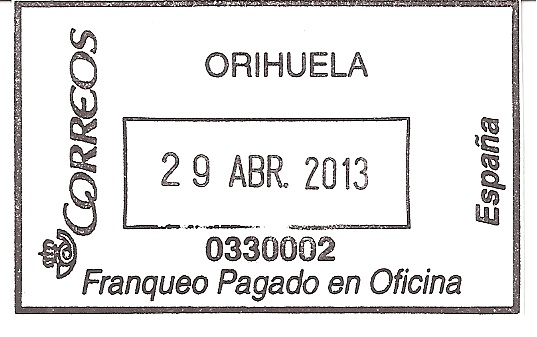 CORREOS
ORIHUELA
29 ABR. 2013
0330002
Franqueo Pagado en Oficina
España